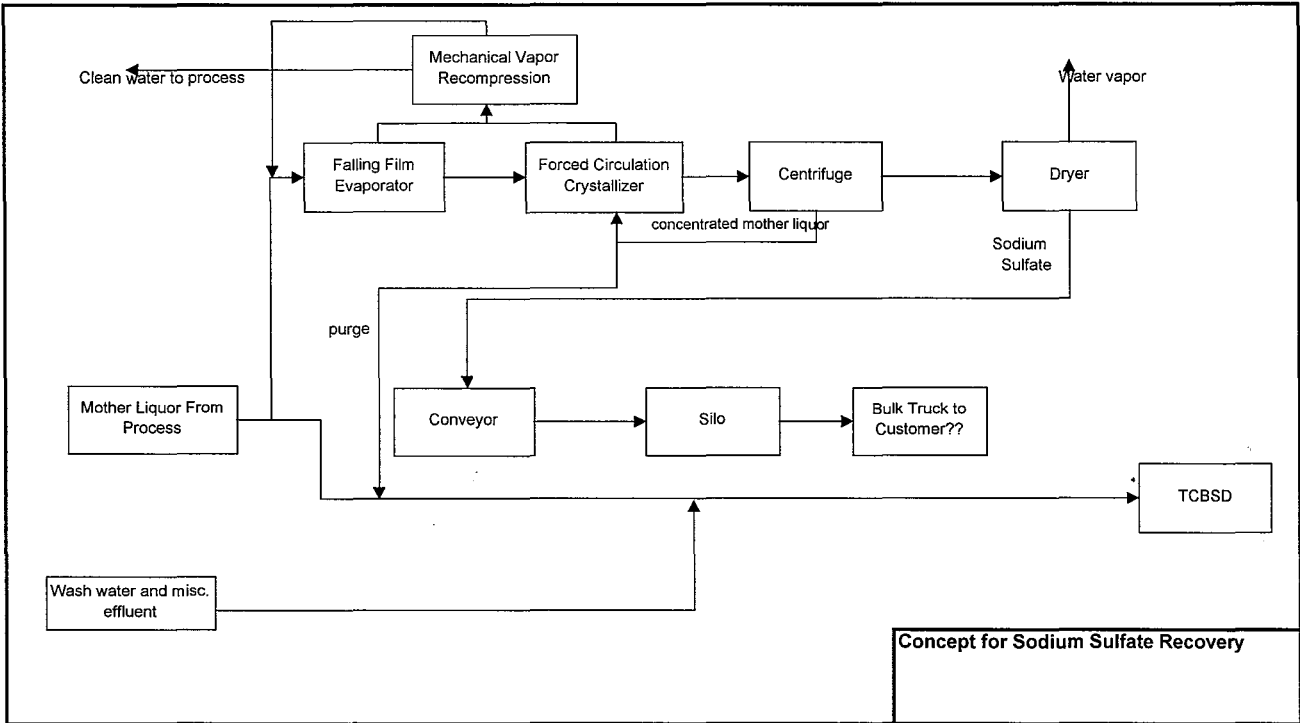 Mechanical Vapor
Recompression
Clean water to process
Water vapor
Falling Film
Evaporator
Forced Circulation
Crystallizer
Centrifuge
Dryer
concentrated mother liquor
Sodium
Sulfate
purge
Mother Liquor From
Process
Conveyor
Silo
Bulk Truck to
Customer??
TCBSD
Wash water and misc.
effluent
Concept for Sodium Sulfate Recovery